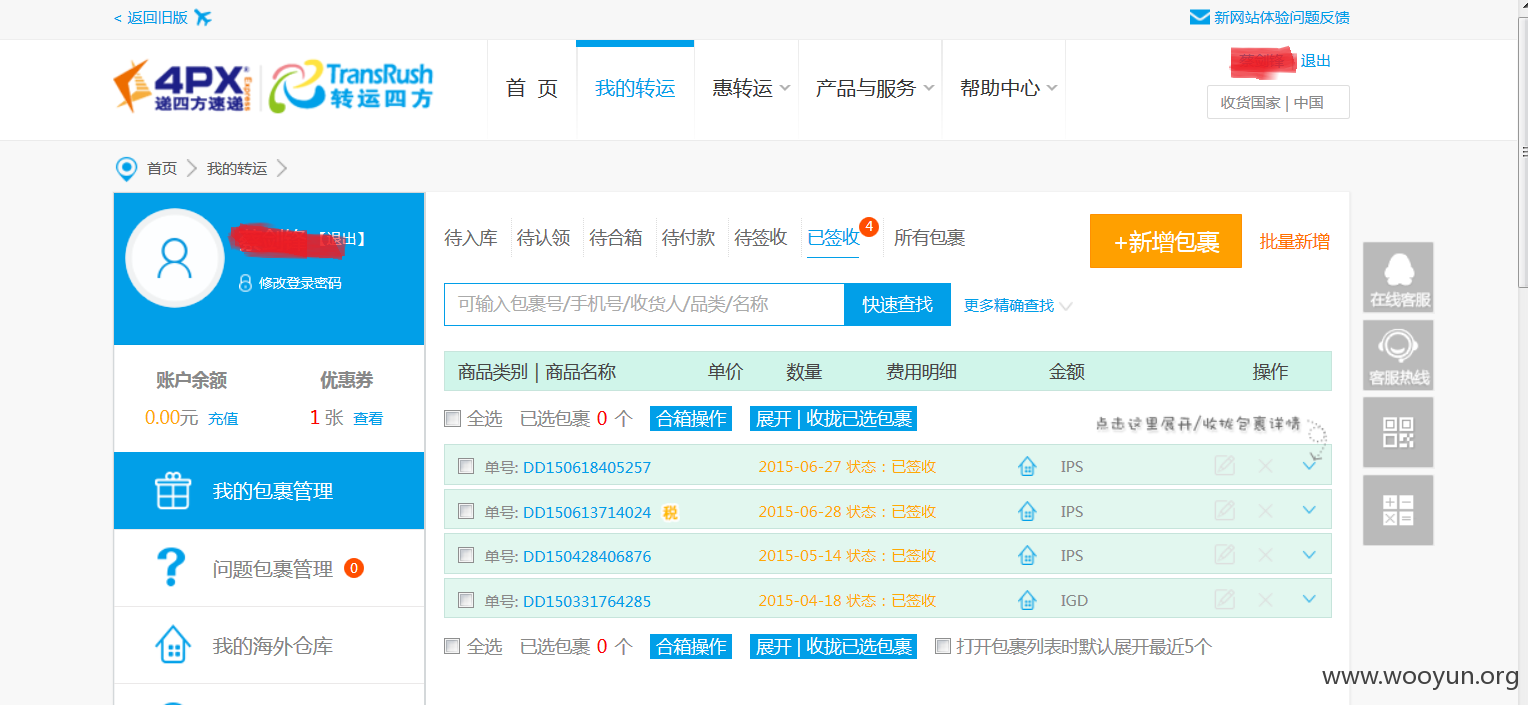 < 返回旧版
新网站体验问题反馈
4PX Express 递四方速递
TransRush 转运四方
首 页 我的转运 惠转运 产品与服务 帮助中心
退出
收货国家 | 中国
首页 我的转运
【退出】
修改登录密码
账户余额 优惠券
0.00元 充值 1 张 查看
我的包裹管理
问题包裹管理 0
我的海外仓库
待入库 待认领 待合箱 待付款 待签收 已签收 4 所有包裹
+新增包裹 批量新增
可输入包裹号/手机号/收货人/品类/名称 快速查找 更多精确查找
商品类别 | 商品名称 单价 数量 费用明细 金额 操作
全选 已选包裹 0 个 合箱操作 展开 | 收拢已选包裹 点击这里展开/收拢包裹详情
单号: DD150618405257 2015-06-27 状态：已签收 IPS
单号: DD150613714024 税 2015-06-28 状态：已签收 IPS
单号: DD150428406876 2015-05-14 状态：已签收 IPS
单号: DD150331764285 2015-04-18 状态：已签收 IGD
全选 已选包裹 0 个 合箱操作 展开 | 收拢已选包裹 打开包裹列表时默认展开最近5个
在线客服
客服热线
www.wooyun.org